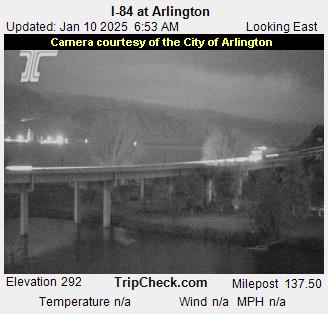 I-84 at Arlington
Updated: Jan 10 2025 6:53 AM Looking East
Camera courtesy of the City of Arlington
Elevation 292 TripCheck.com Milepost 137.50
Temperature n/a Wind n/a MPH n/a